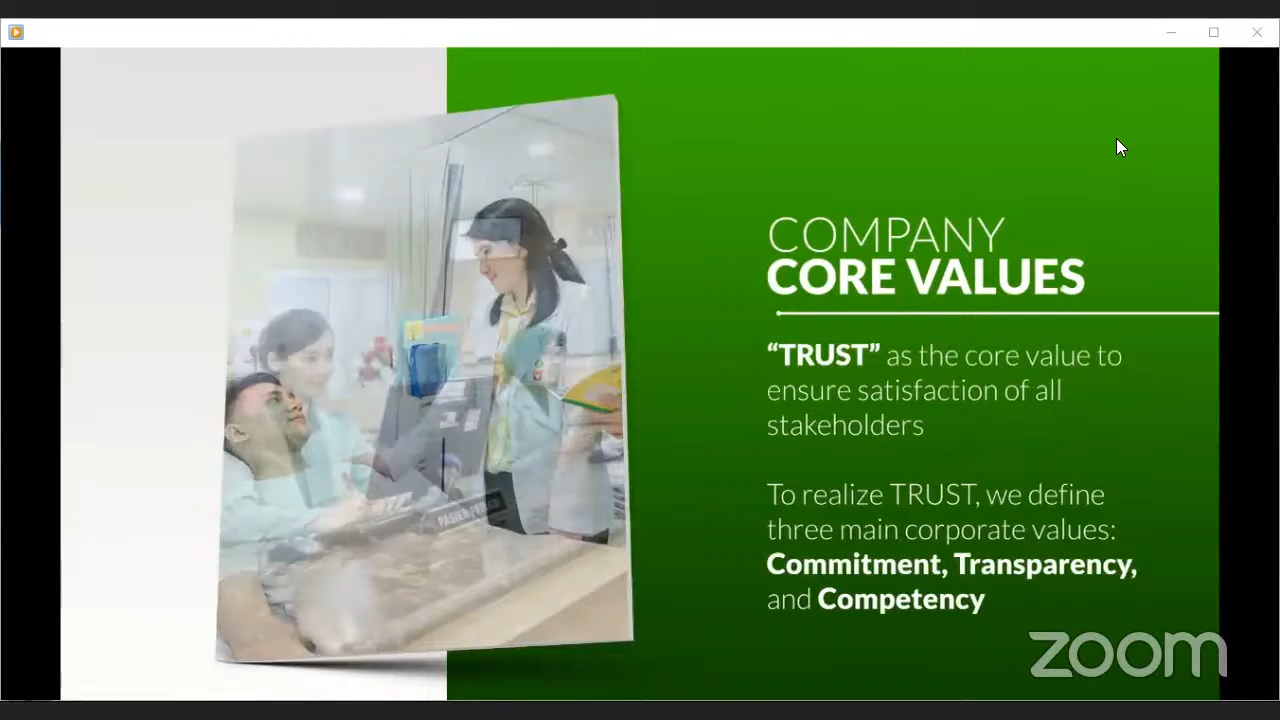 COMPANY
CORE VALUES
“TRUST” as the core value to
ensure satisfaction of all
stakeholders
To realize TRUST, we define
three main corporate values:
Commitment, Transparency,
and Competency
zoom